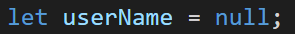 let userName = null;